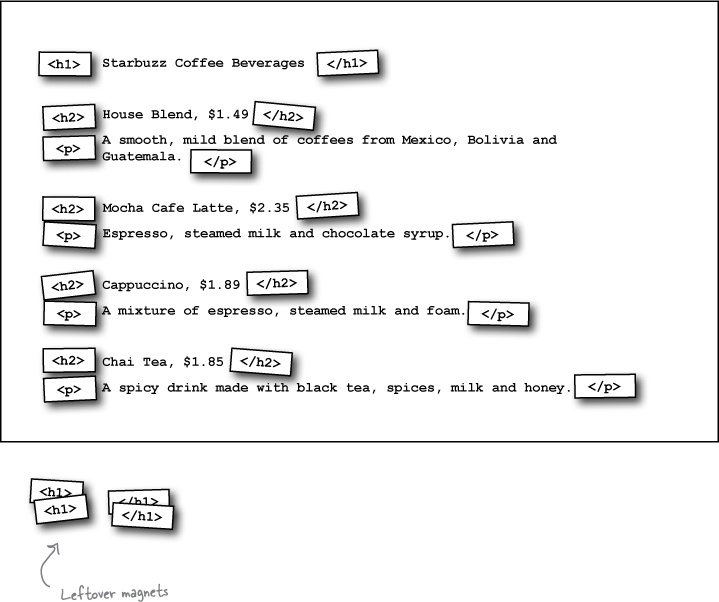 <h1> Starbuzz Coffee Beverages </h1>
<h2> House Blend, $1.49 </h2>
<p> A smooth, mild blend of coffees from Mexico, Bolivia and
Guatemala. </p>
<h2> Mocha Cafe Latte, $2.35 </h2>
<p> Espresso, steamed milk and chocolate syrup. </p>
<h2> Cappuccino, $1.89 </h2>
<p> A mixture of espresso, steamed milk and foam. </p>
<h2> Chai Tea, $1.85 </h2>
<p> A spicy drink made with black tea, spices, milk and honey. </p>
<h1> </h1>
<h1> </h1>
Leftover magnets